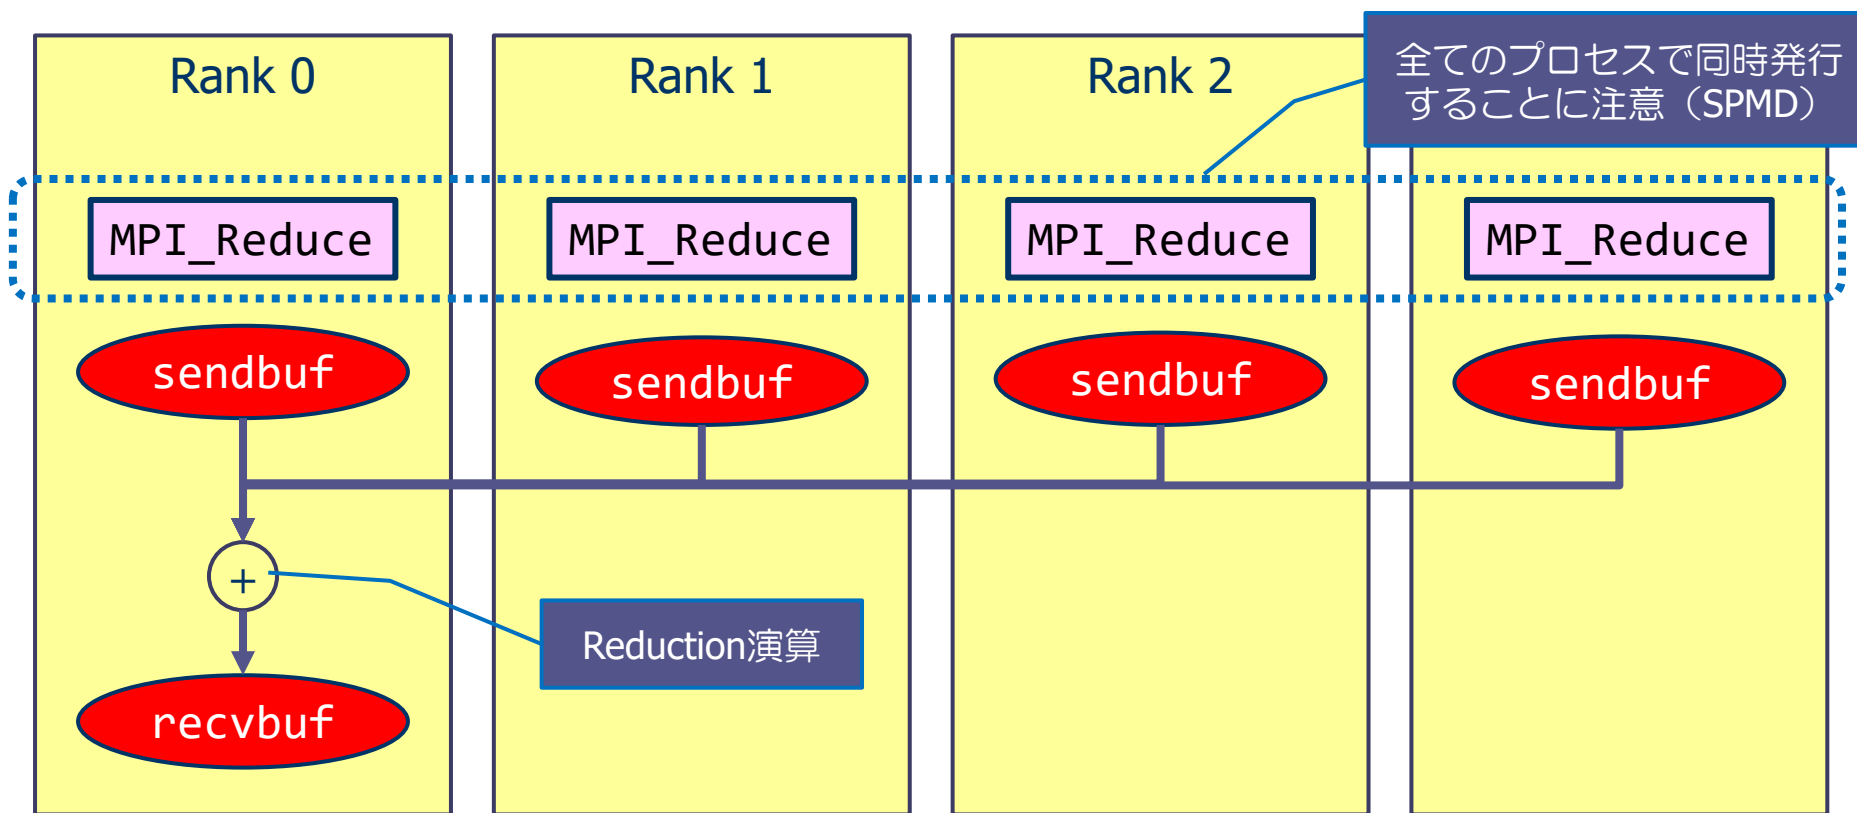 Rank 0
Rank 1
Rank 2
全てのプロセスで同時発行
することに注意（SPMD）
MPI_Reduce
MPI_Reduce
MPI_Reduce
MPI_Reduce
sendbuf
sendbuf
sendbuf
sendbuf
+
Reduction演算
recvbuf